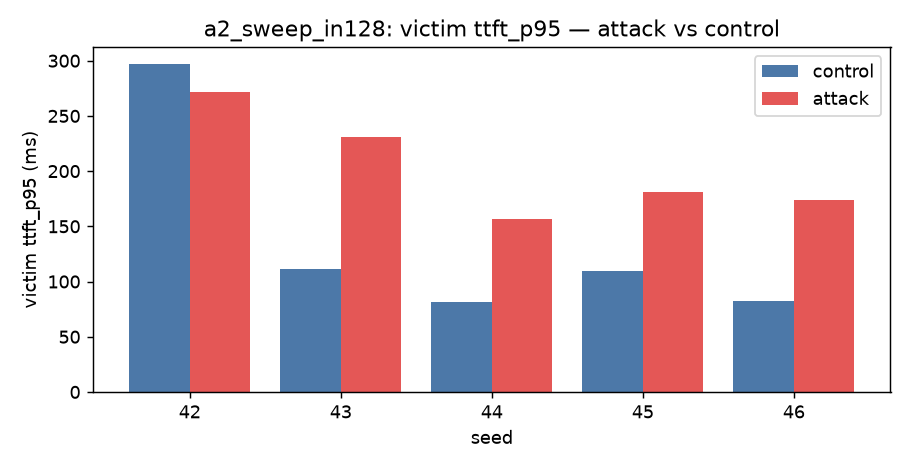 a2_sweep_in128: victim ttft_p95 — attack vs control
control
attack
victim ttft_p95 (ms)
300
250
200
150
100
50
0
42 43 44 45 46
seed